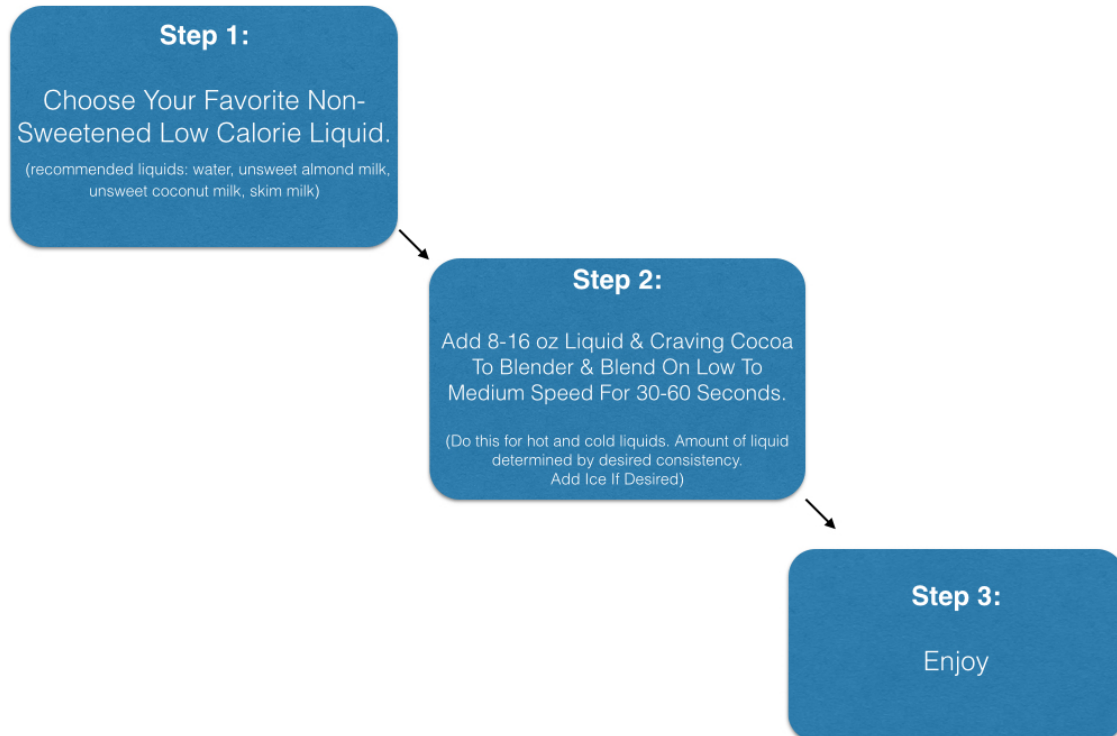 Step 1:
Choose Your Favorite Non-
Sweetened Low Calorie Liquid.
(recommended liquids: water, unsweet almond milk,
unsweet coconut milk, skim milk)
Step 2:
Add 8-16 oz Liquid & Craving Cocoa
To Blender & Blend On Low To
Medium Speed For 30-60 Seconds.
(Do this for hot and cold liquids. Amount of liquid
determined by desired consistency.
Add Ice If Desired)
Step 3:
Enjoy